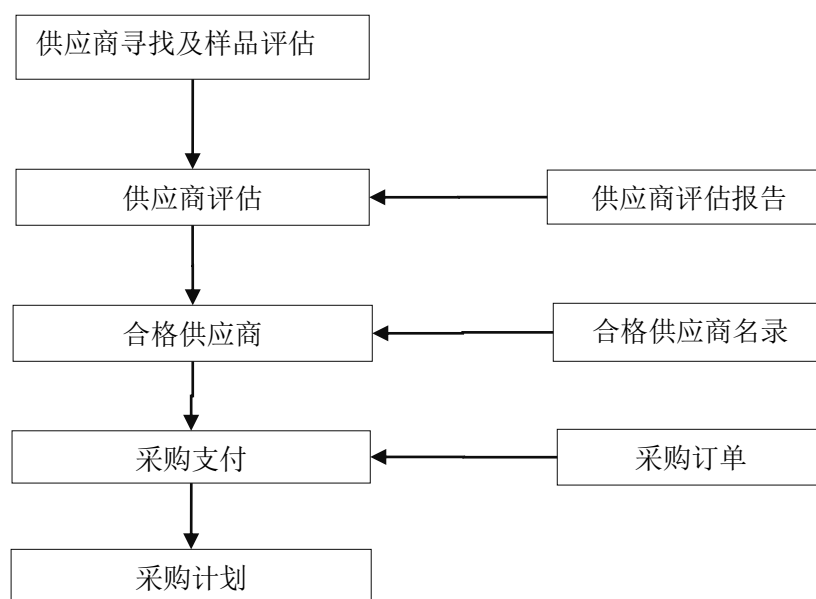 供应商寻找及样品评估
供应商评估
供应商评估报告
合格供应商
合格供应商名录
采购支付
采购订单
采购计划